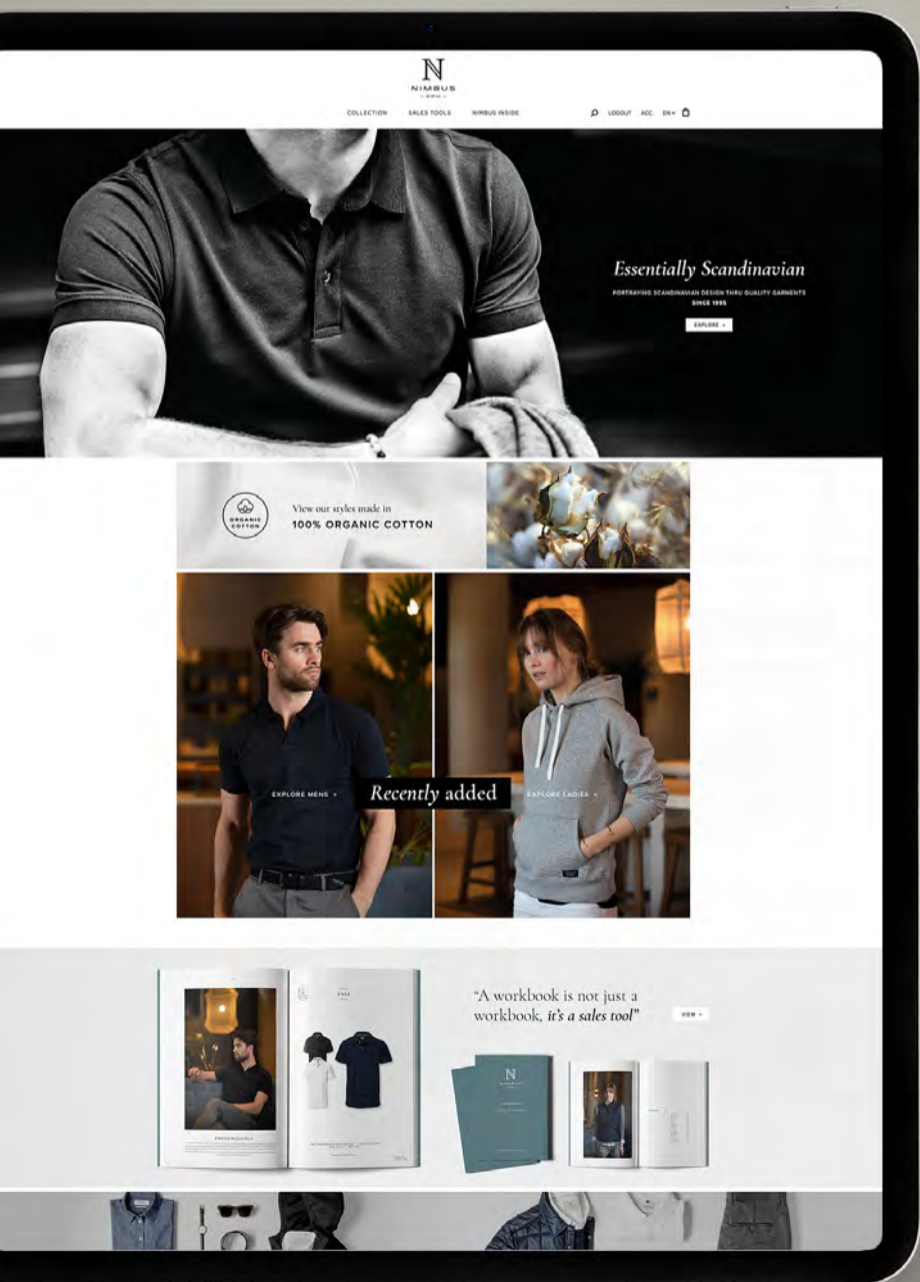 N
NIMBUS
COLLECTION SALES TOOLS NIMBUS INSIDE LOGOUT ACC. EN
Essentially Scandinavian
PORTRAYING SCANDINAVIAN DESIGN THRU QUALITY GARMENTS
SINCE 1995
EXPLORE
ORGANIC
COTTON
View our styles made in
100% ORGANIC COTTON
EXPLORE MENS
Recently added
EXPLORE LADIES
“A workbook is not just a
workbook, it’s a sales tool”
VIEW
YALE
N